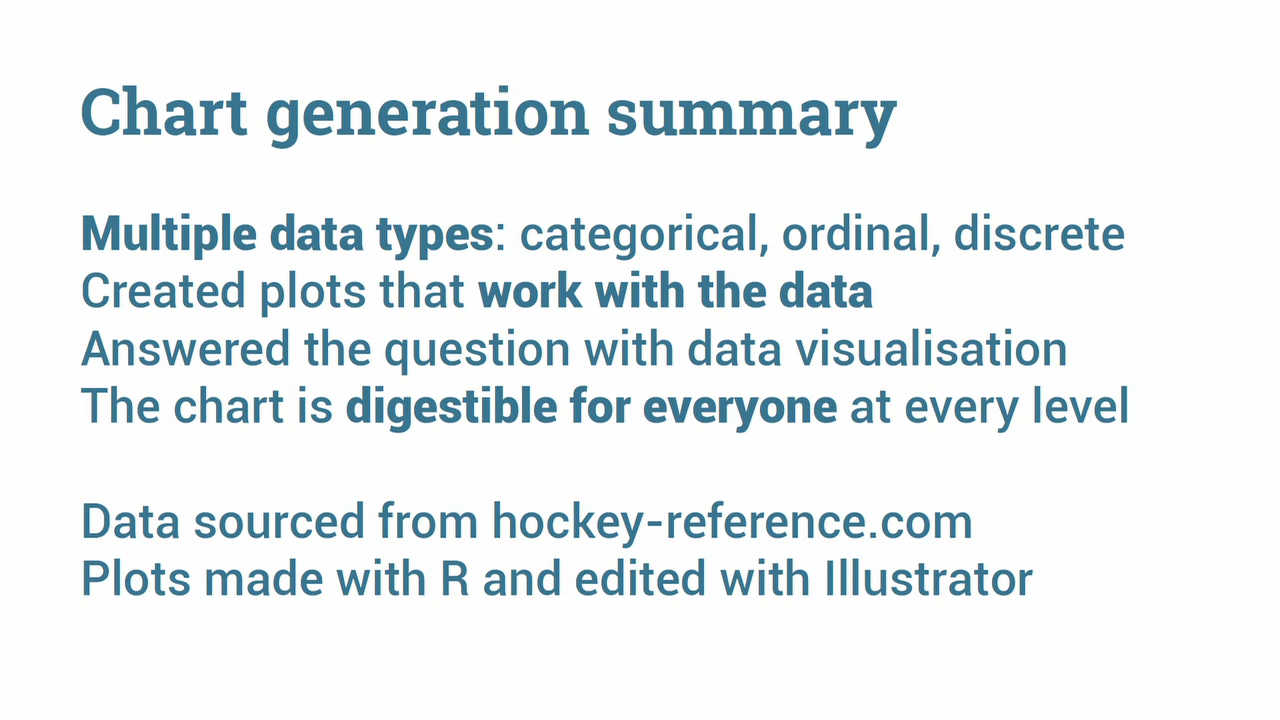 Chart generation summary
Multiple data types: categorical, ordinal, discrete
Created plots that work with the data
Answered the question with data visualisation
The chart is digestible for everyone at every level
Data sourced from hockey-reference.com
Plots made with R and edited with Illustrator